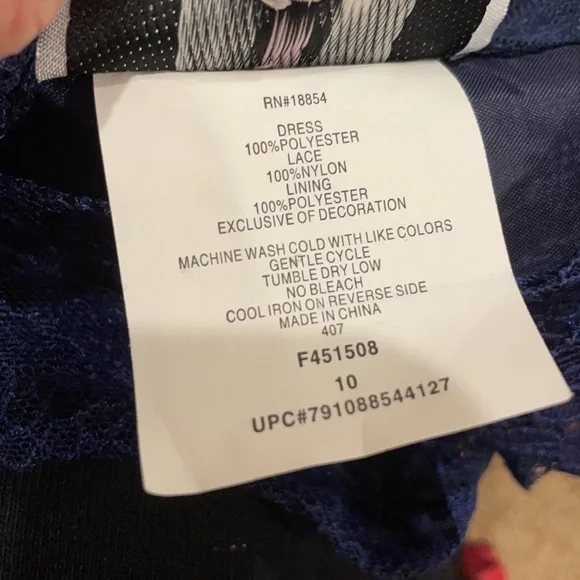 RN#18854
DRESS
100%POLYESTER
LACE
100%NYLON
LINING
100%POLYESTER
EXCLUSIVE OF DECORATION
MACHINE WASH COLD WITH LIKE COLORS
GENTLE CYCLE
TUMBLE DRY LOW
NO BLEACH
COOL IRON ON REVERSE SIDE
MADE IN CHINA
407
F451508
10
UPC#791088544127